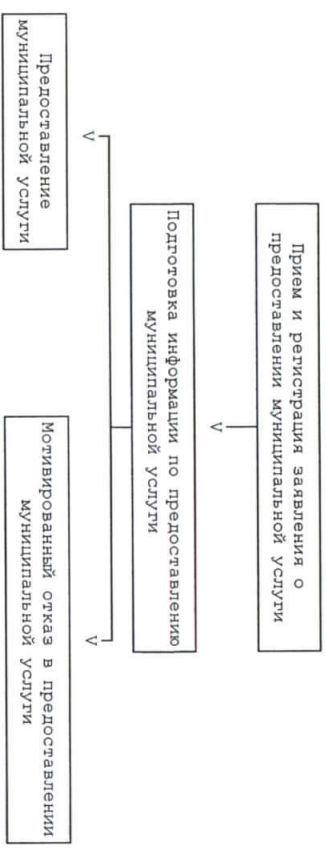 Прием и регистрация заявления о
предоставлении муниципальной услуги
Подготовка информации по предоставлению
муниципальной услуги
Предоставление
муниципальной услуги
Мотивированный отказ в предоставлении
муниципальной услуги